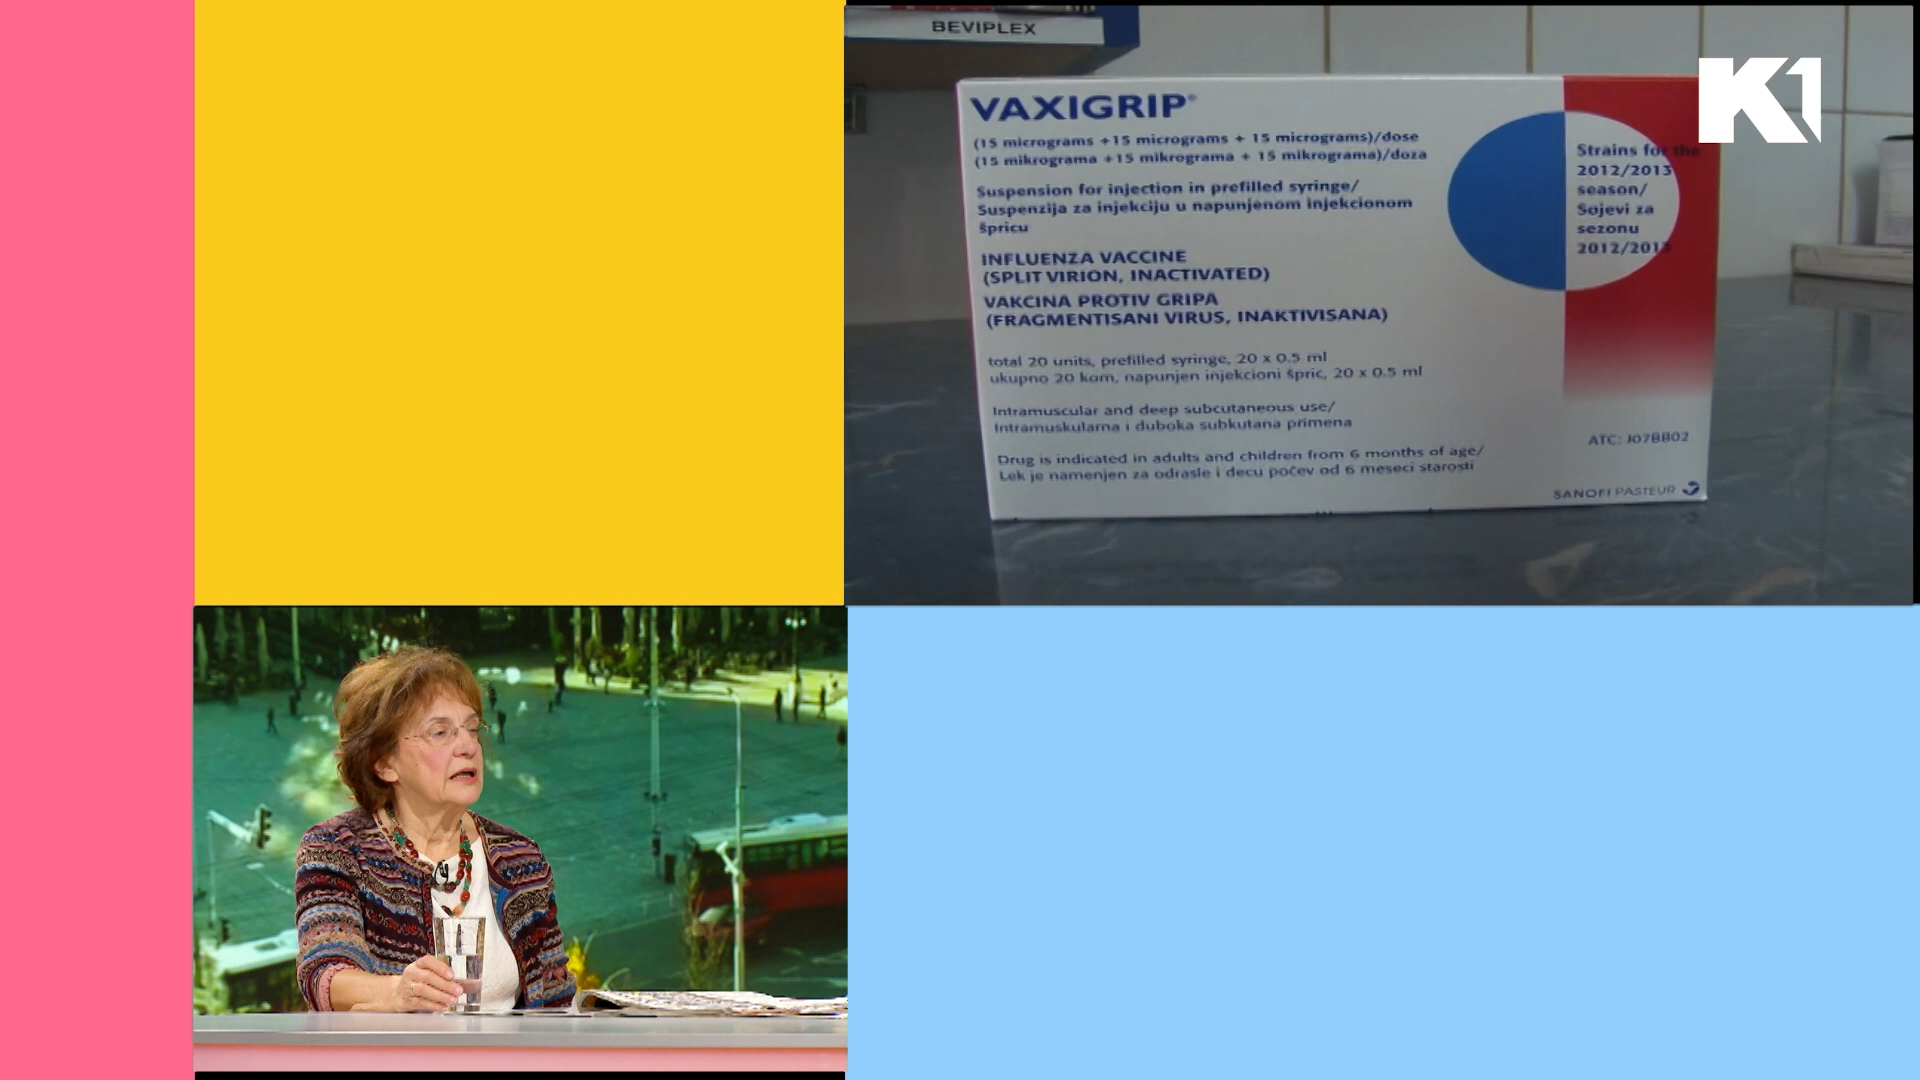 BEVIPLEX
K1
VAXIGRIP®
(15 micrograms +15 micrograms + 15 micrograms)/dose
(15 mikrograma +15 mikrograma + 15 mikrograma)/doza
Suspension for injection in prefilled syringe/
Suspenzija za injekciju u napunjenom injekcionom
špricu
INFLUENZA VACCINE
(SPLIT VIRION, INACTIVATED)
VAKCINA PROTIV GRIPA
(FRAGMENTISANI VIRUS, INAKTIVISANA)
total 20 units, prefilled syringe, 20 x 0.5 ml
ukupno 20 kom, napunjen injekcioni špric, 20 x 0.5 ml
Intramuscular and deep subcutaneous use/
Intramuskularna i duboka subkutana primena
Drug is indicated in adults and children from 6 months of age/
Lek je namenjen za odrasle i decu počev od 6 meseci starosti
Strains for the
2012/2013
season/
Sojevi za
sezonu
2012/2013
ATC: J07BB02
SANOFI PASTEUR